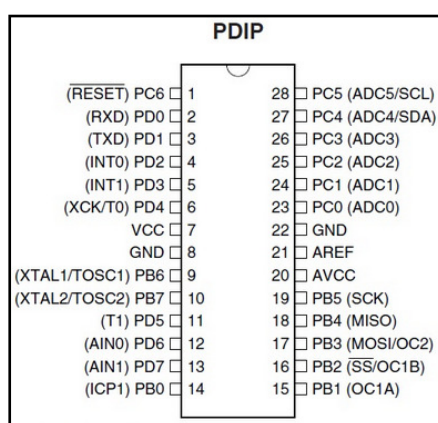 PDIP
(RESET) PC6 1 28 PC5 (ADC5/SCL)
(RXD) PD0 2 27 PC4 (ADC4/SDA)
(TXD) PD1 3 26 PC3 (ADC3)
(INT0) PD2 4 25 PC2 (ADC2)
(INT1) PD3 5 24 PC1 (ADC1)
(XCK/T0) PD4 6 23 PC0 (ADC0)
VCC 7 22 GND
GND 8 21 AREF
(XTAL1/TOSC1) PB6 9 20 AVCC
(XTAL2/TOSC2) PB7 10 19 PB5 (SCK)
(T1) PD5 11 18 PB4 (MISO)
(AIN0) PD6 12 17 PB3 (MOSI/OC2)
(AIN1) PD7 13 16 PB2 (SS/OC1B)
(ICP1) PB0 14 15 PB1 (OC1A)